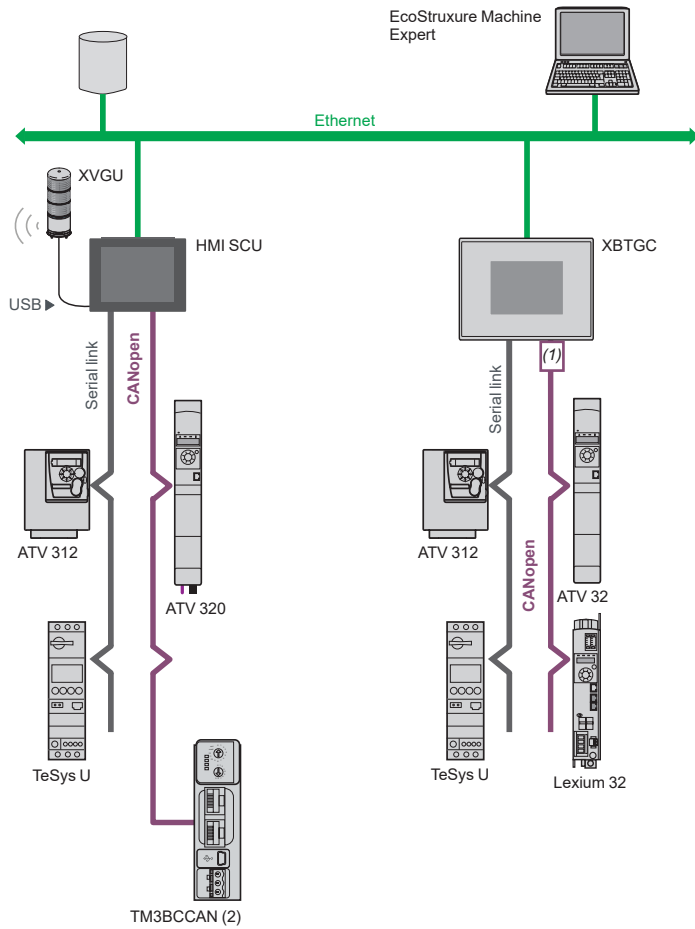 EcoStruxure Machine
Expert
Ethernet
XVGU
HMI SCU
XBTGC
USB
Serial link
CANopen
Serial link
(1)
ATV 312
ATV 320
ATV 312
CANopen
ATV 32
TeSys U
TeSys U
Lexium 32
TM3BCCAN (2)